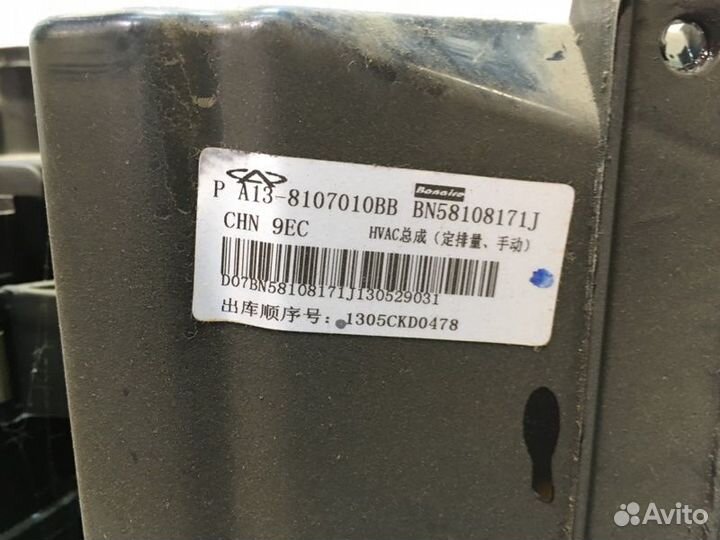 Bonaire
P A13-8107010BB BN58108171J
CHN 9EC HVAC总成（定排量、手动）
D07BN58108171J130529031
出库顺序号: 1305CKD0478
Avito